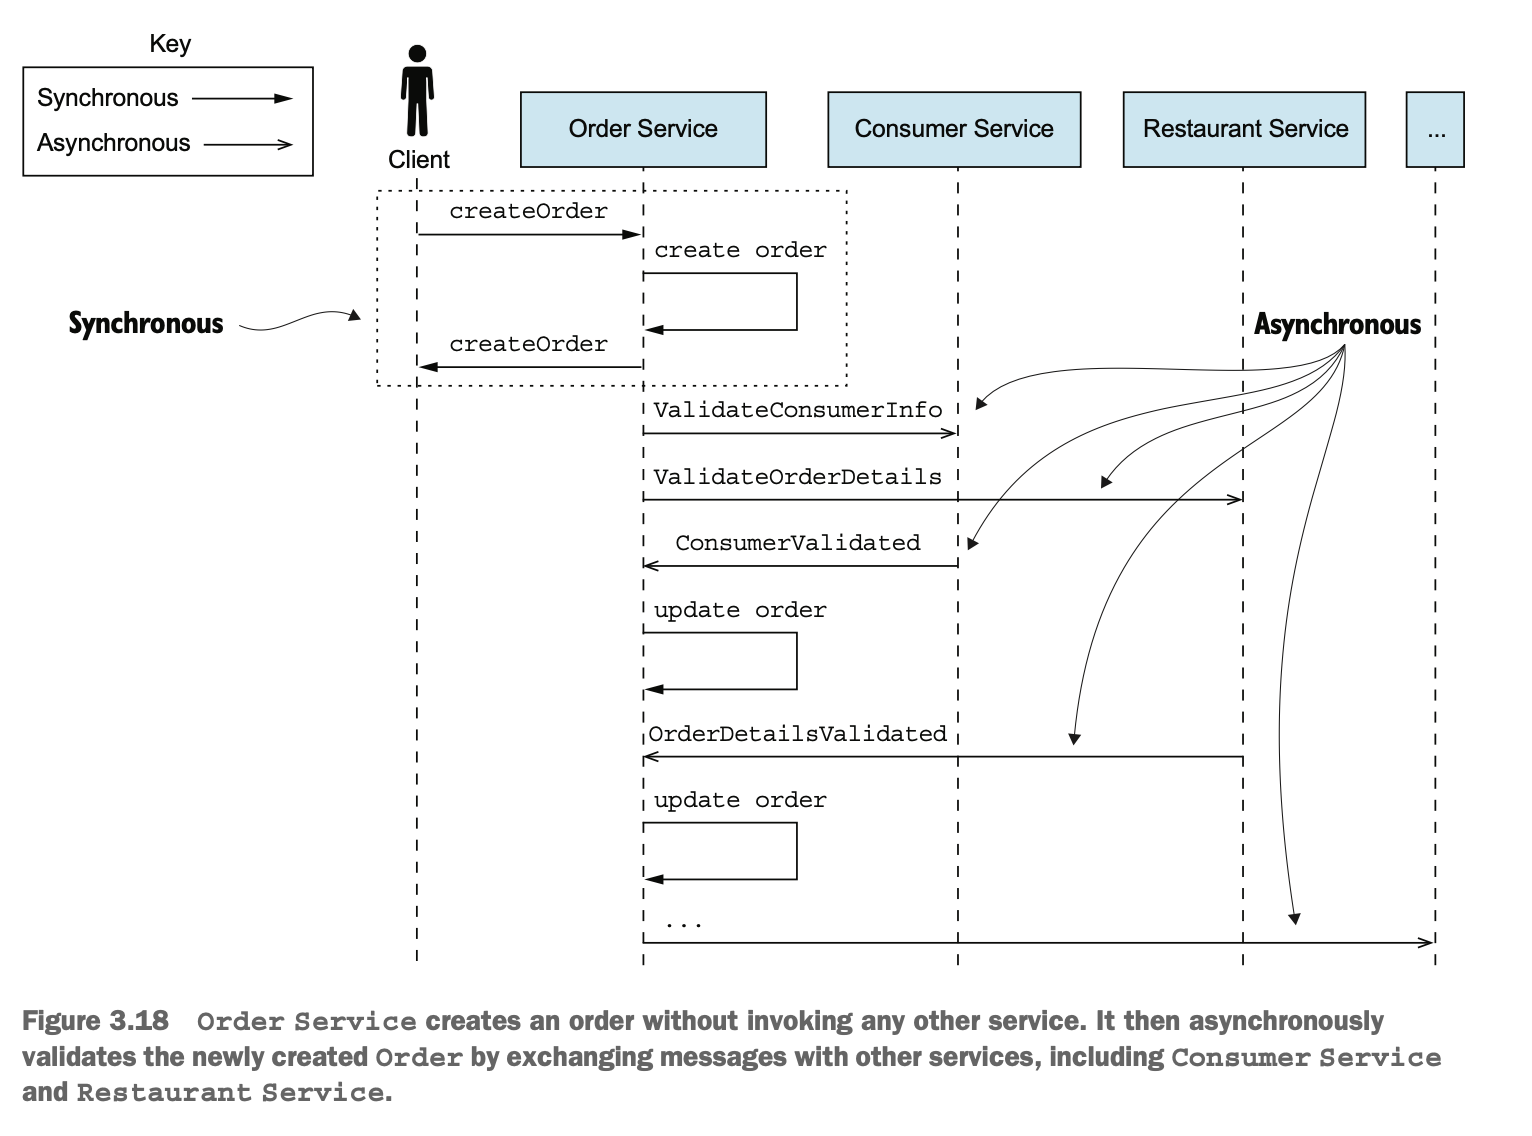 Key
Synchronous
Asynchronous
Client
Order Service
Consumer Service
Restaurant Service
...
createOrder
create order
Synchronous
createOrder
Asynchronous
ValidateConsumerInfo
ValidateOrderDetails
ConsumerValidated
update order
OrderDetailsValidated
update order
...
Figure 3.18 Order Service creates an order without invoking any other service. It then asynchronously
validates the newly created Order by exchanging messages with other services, including Consumer Service
and Restaurant Service.